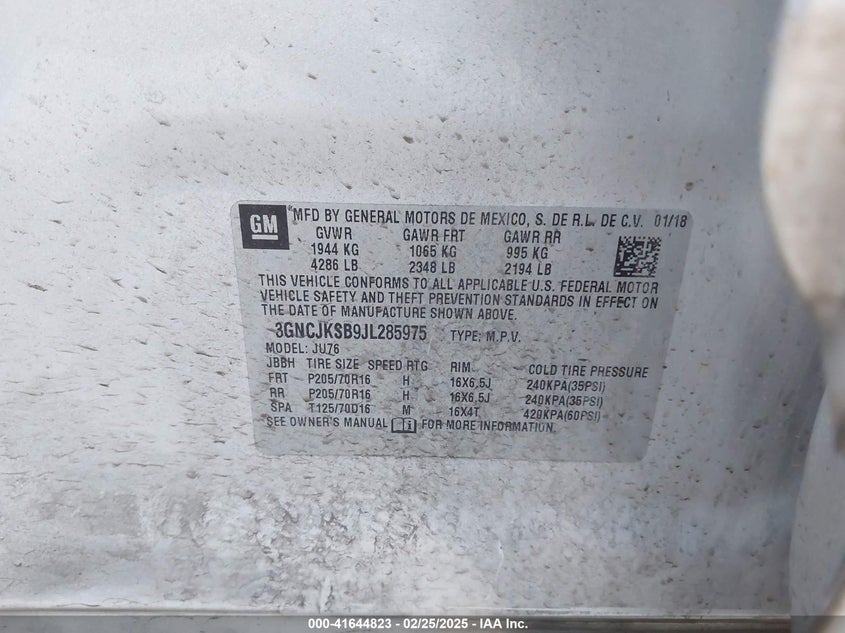 GM MFD BY GENERAL MOTORS DE MEXICO, S. DE R.L. DE C.V. 01/18
GVWR GAWR FRT GAWR RR
1944 KG 1065 KG 995 KG
4286 LB 2348 LB 2194 LB
THIS VEHICLE CONFORMS TO ALL APPLICABLE U.S. FEDERAL MOTOR
VEHICLE SAFETY AND THEFT PREVENTION STANDARDS IN EFFECT ON
THE DATE OF MANUFACTURE SHOWN ABOVE.
3GNCJKSB9JL285975 TYPE: M.P.V.
MODEL: JU76
JBBH TIRE SIZE SPEED RTG RIM COLD TIRE PRESSURE
FRT P205/70R16 H 16X6.5J 240KPA(35PSI)
RR P205/70R16 H 16X6.5J 240KPA(35PSI)
SPA T125/70D16 M 16X4T 420KPA(60PSI)
SEE OWNER'S MANUAL FOR MORE INFORMATION.
000-41644823 - 02/25/2025 - IAA Inc.